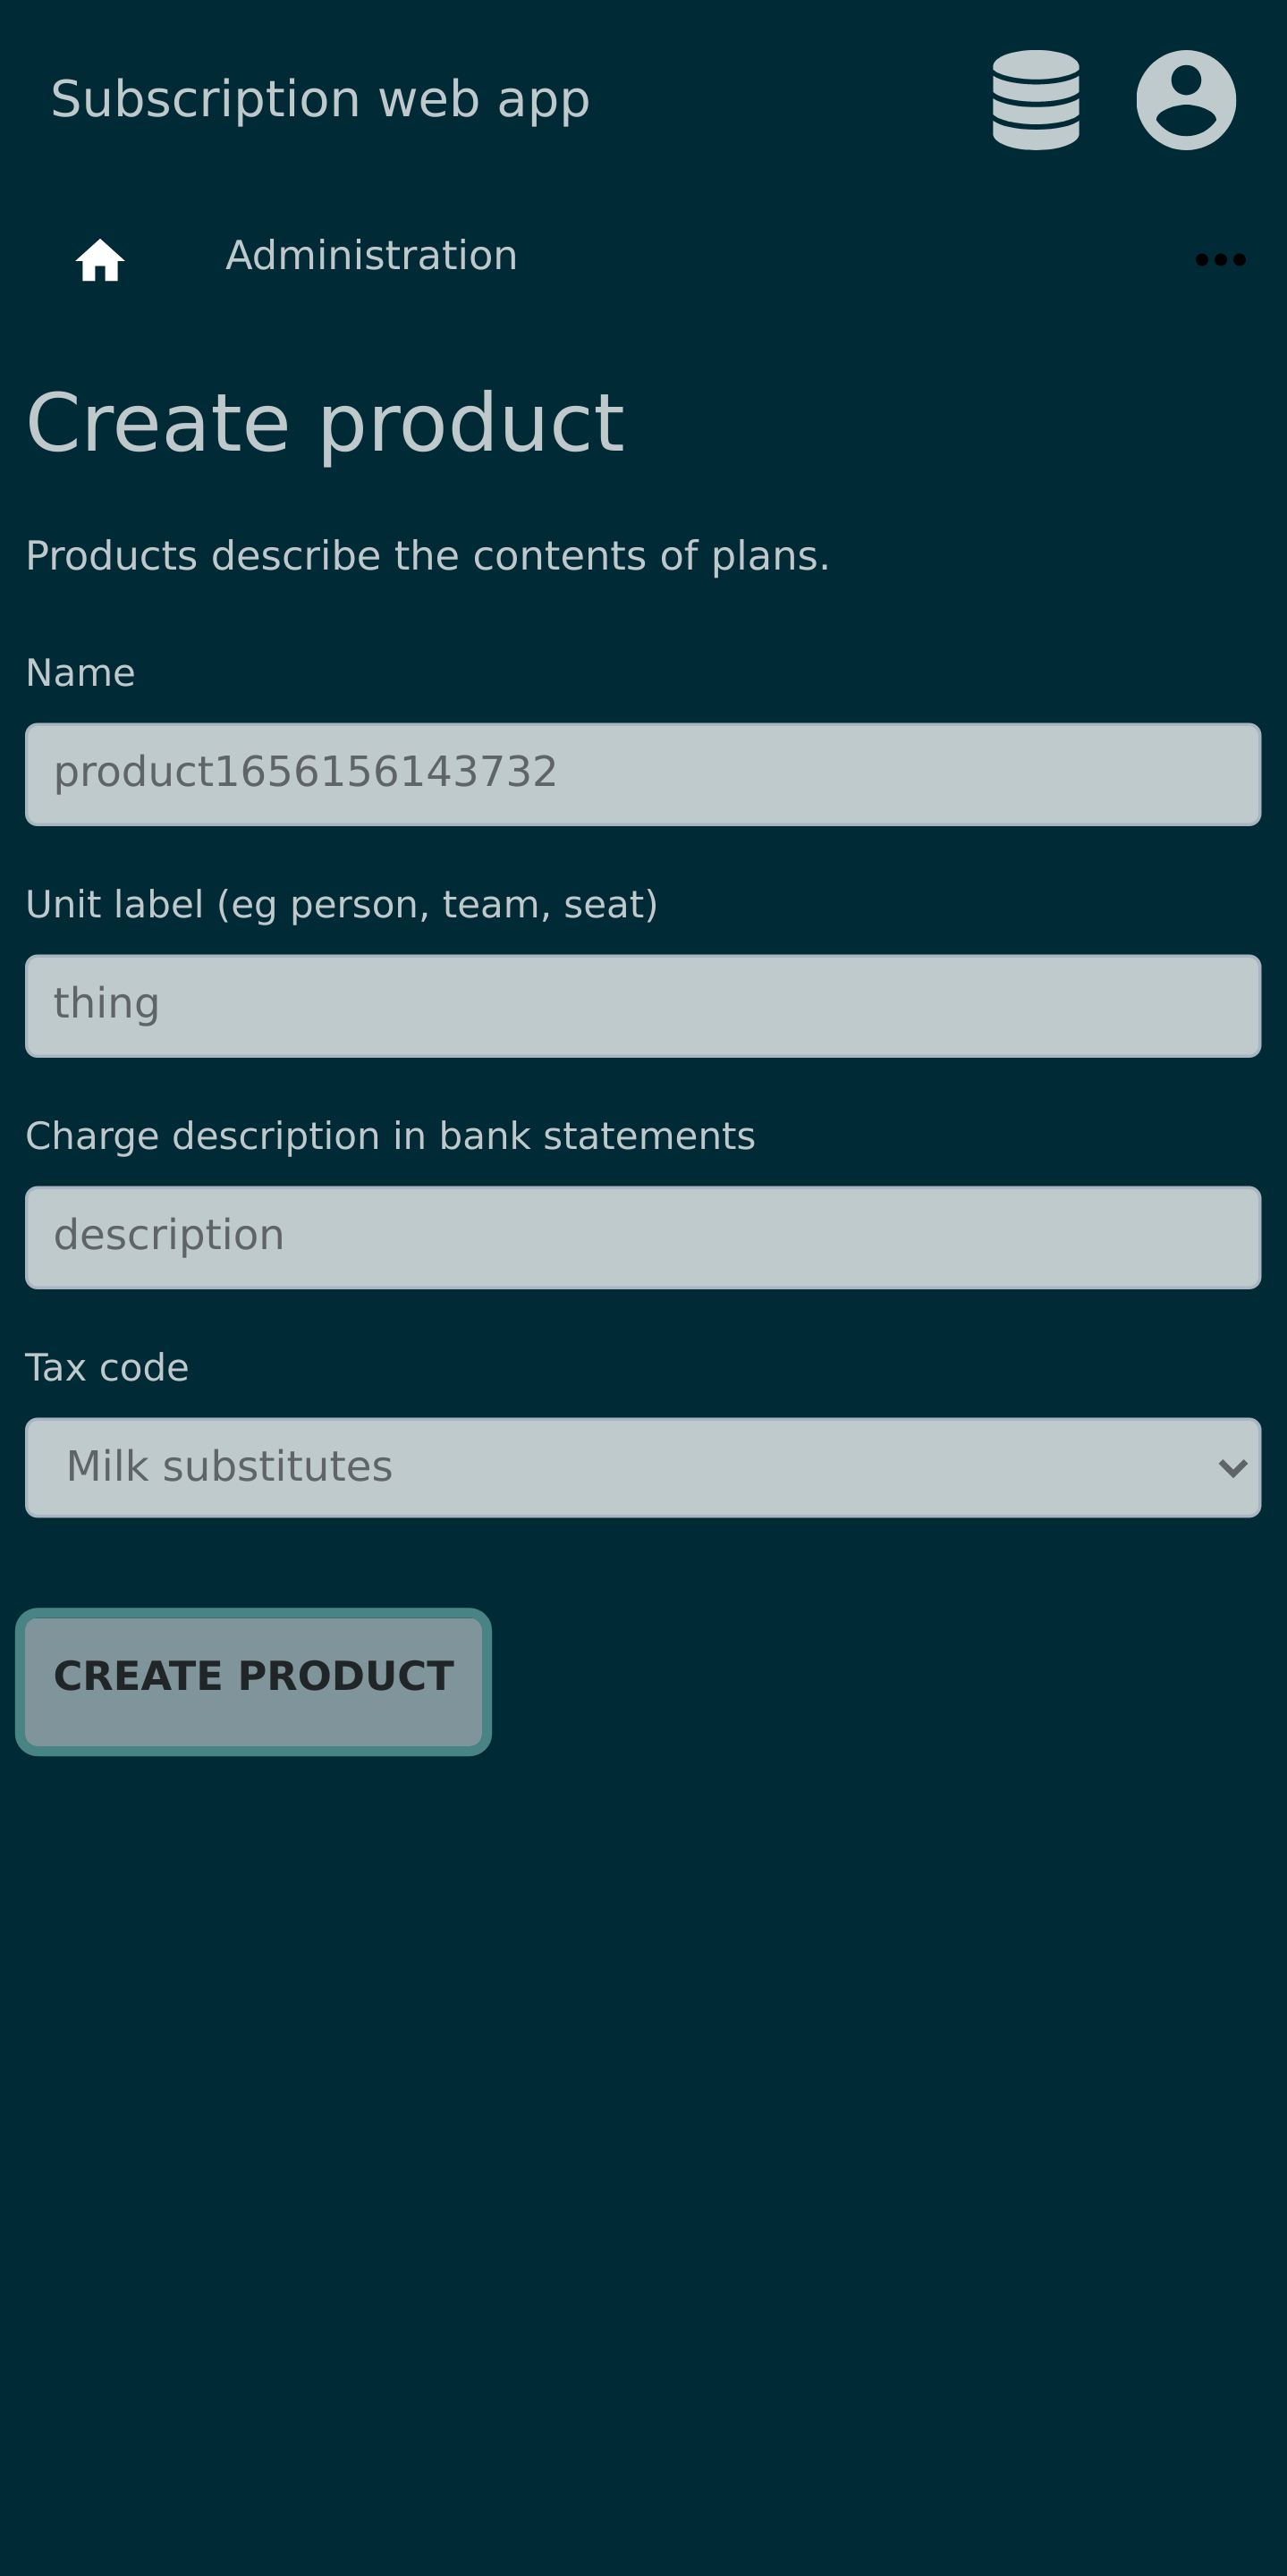 Subscription web app
Administration
Create product
Products describe the contents of plans.
Name
product1656156143732
Unit label (eg person, team, seat)
thing
Charge description in bank statements
description
Tax code
Milk substitutes
CREATE PRODUCT